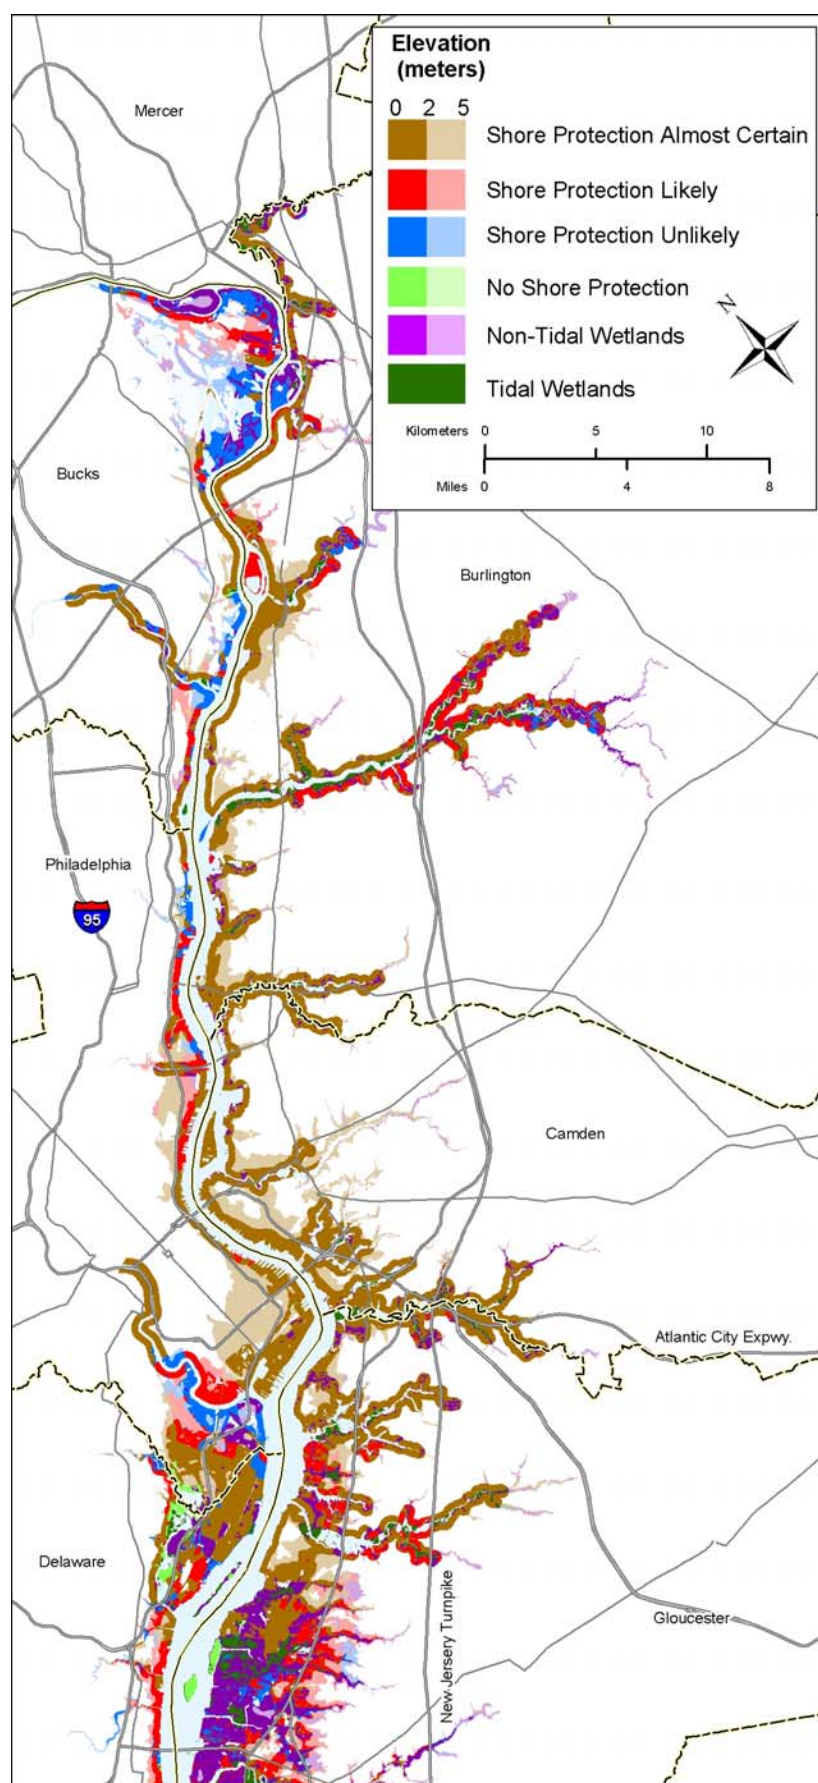 Elevation
(meters)
0 2 5
Shore Protection Almost Certain
Shore Protection Likely
Shore Protection Unlikely
No Shore Protection
Non-Tidal Wetlands
Tidal Wetlands
N
Kilometers 0 5 10
Miles 0 4 8
Mercer
Bucks
Burlington
Philadelphia
95
Camden
Atlantic City Expwy.
Delaware
New Jersery Turnpike
Gloucester